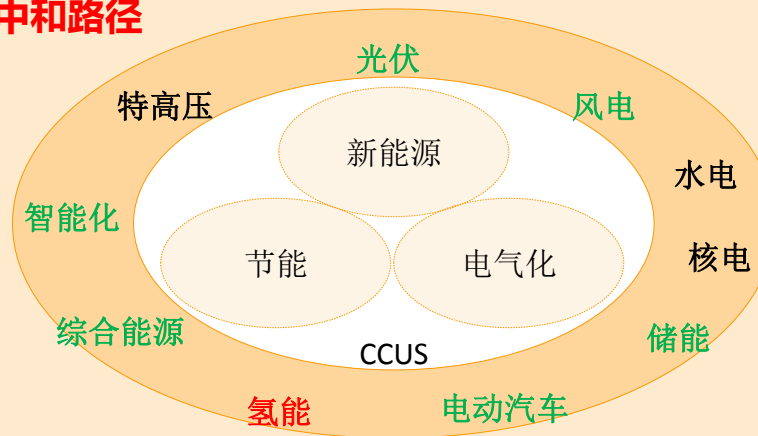 中和路径
光伏
特高压
风电
新能源
水电
智能化
节能
电气化
核电
综合能源
储能
CCUS
氢能
电动汽车